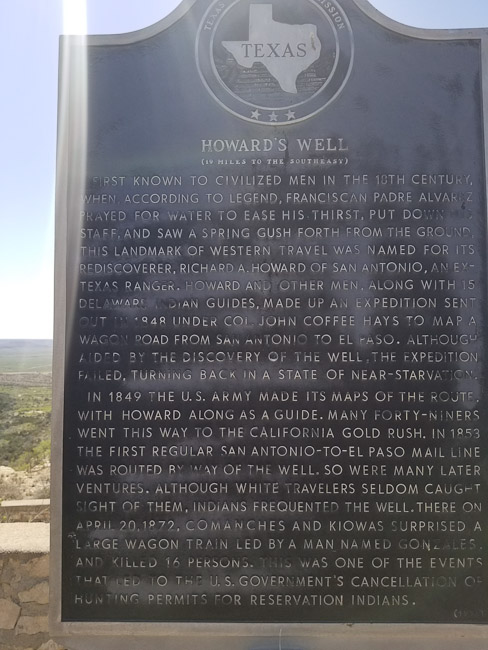 TEXAS
HOWARD'S WELL
(19 MILES TO THE SOUTHEAST)
FIRST KNOWN TO CIVILIZED MEN IN THE 18TH CENTURY,
WHEN ACCORDING TO LEGEND, FRANCISCAN PADRE ALVAREZ
PRAYED FOR WATER TO EASE HIS THIRST, PUT DOWN
STAFF, AND SAW A SPRING GUSH FORTH FROM THE GROUND,
THIS LANDMARK OF WESTERN TRAVEL WAS NAMED FOR ITS
REDISCOVERER, RICHARD A. HOWARD OF SAN ANTONIO, AN EX-
TEXAS RANGER. HOWARD AND OTHER MEN, ALONG WITH 15
DELAWARE INDIAN GUIDES, MADE UP AN EXPEDITION SENT
OUT IN 1848 UNDER COL. JOHN COFFEE HAYS TO MAP A
WAGON ROAD FROM SAN ANTONIO TO EL PASO. ALTHOUGH
AIDED BY THE DISCOVERY OF THE WELL, THE EXPEDITION
FAILED, TURNING BACK IN A STATE OF NEAR-STARVATION.
IN 1849 THE U.S. ARMY MADE ITS MAPS OF THE ROUTE,
WITH HOWARD ALONG AS A GUIDE. MANY FORTY-NINERS
WENT THIS WAY TO THE CALIFORNIA GOLD RUSH. IN 1853
THE FIRST REGULAR SAN ANTONIO-TO-EL PASO MAIL LINE
WAS ROUTED BY WAY OF THE WELL. SO WERE MANY LATER
VENTURES. ALTHOUGH WHITE TRAVELERS SELDOM CAUGHT
SIGHT OF THEM, INDIANS FREQUENTED THE WELL. THERE ON
APRIL 20, 1872, COMANCHES AND KIOWAS SURPRISED A
LARGE WAGON TRAIN LED BY A MAN NAMED GONZALES,
AND KILLED 16 PERSONS. THIS WAS ONE OF THE EVENTS
THAT LED TO THE U.S. GOVERNMENT'S CANCELLATION OF
HUNTING PERMITS FOR RESERVATION INDIANS.